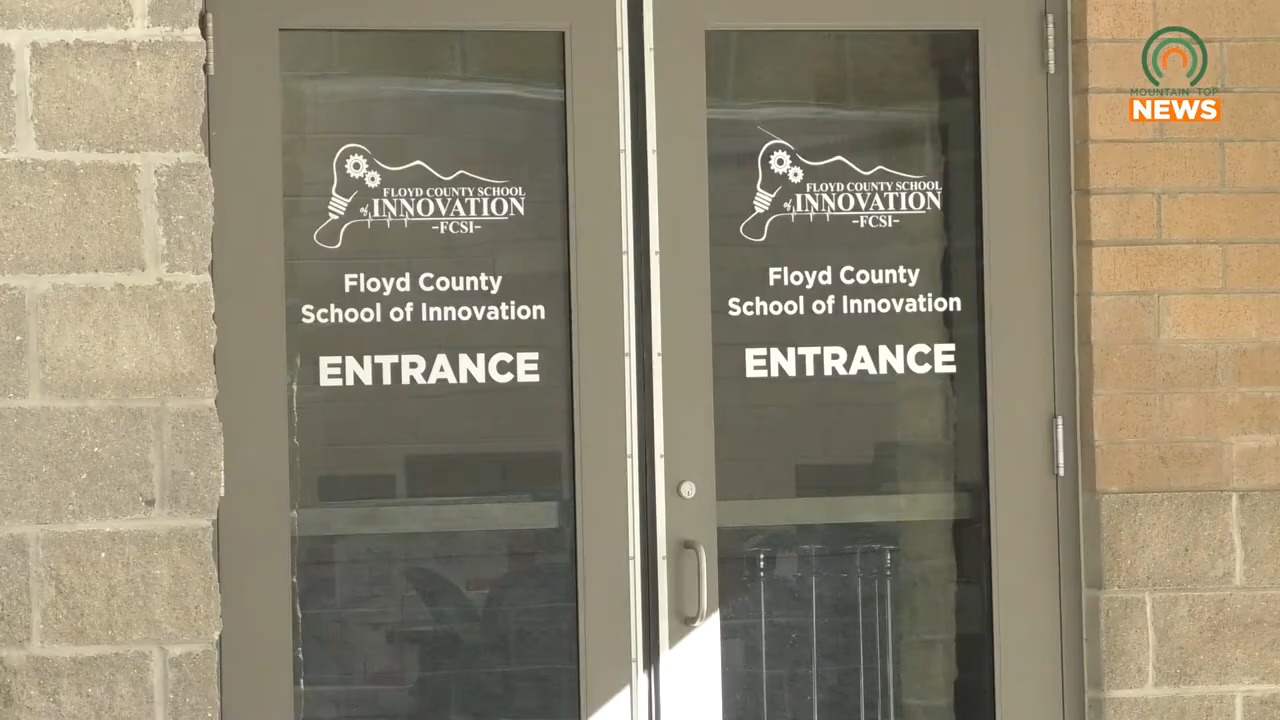 FLOYD COUNTY SCHOOL
of INNOVATION
-FCSI-
Floyd County
School of Innovation
ENTRANCE
FLOYD COUNTY SCHOOL
of INNOVATION
-FCSI-
Floyd County
School of Innovation
ENTRANCE
MOUNTAIN TOP
NEWS